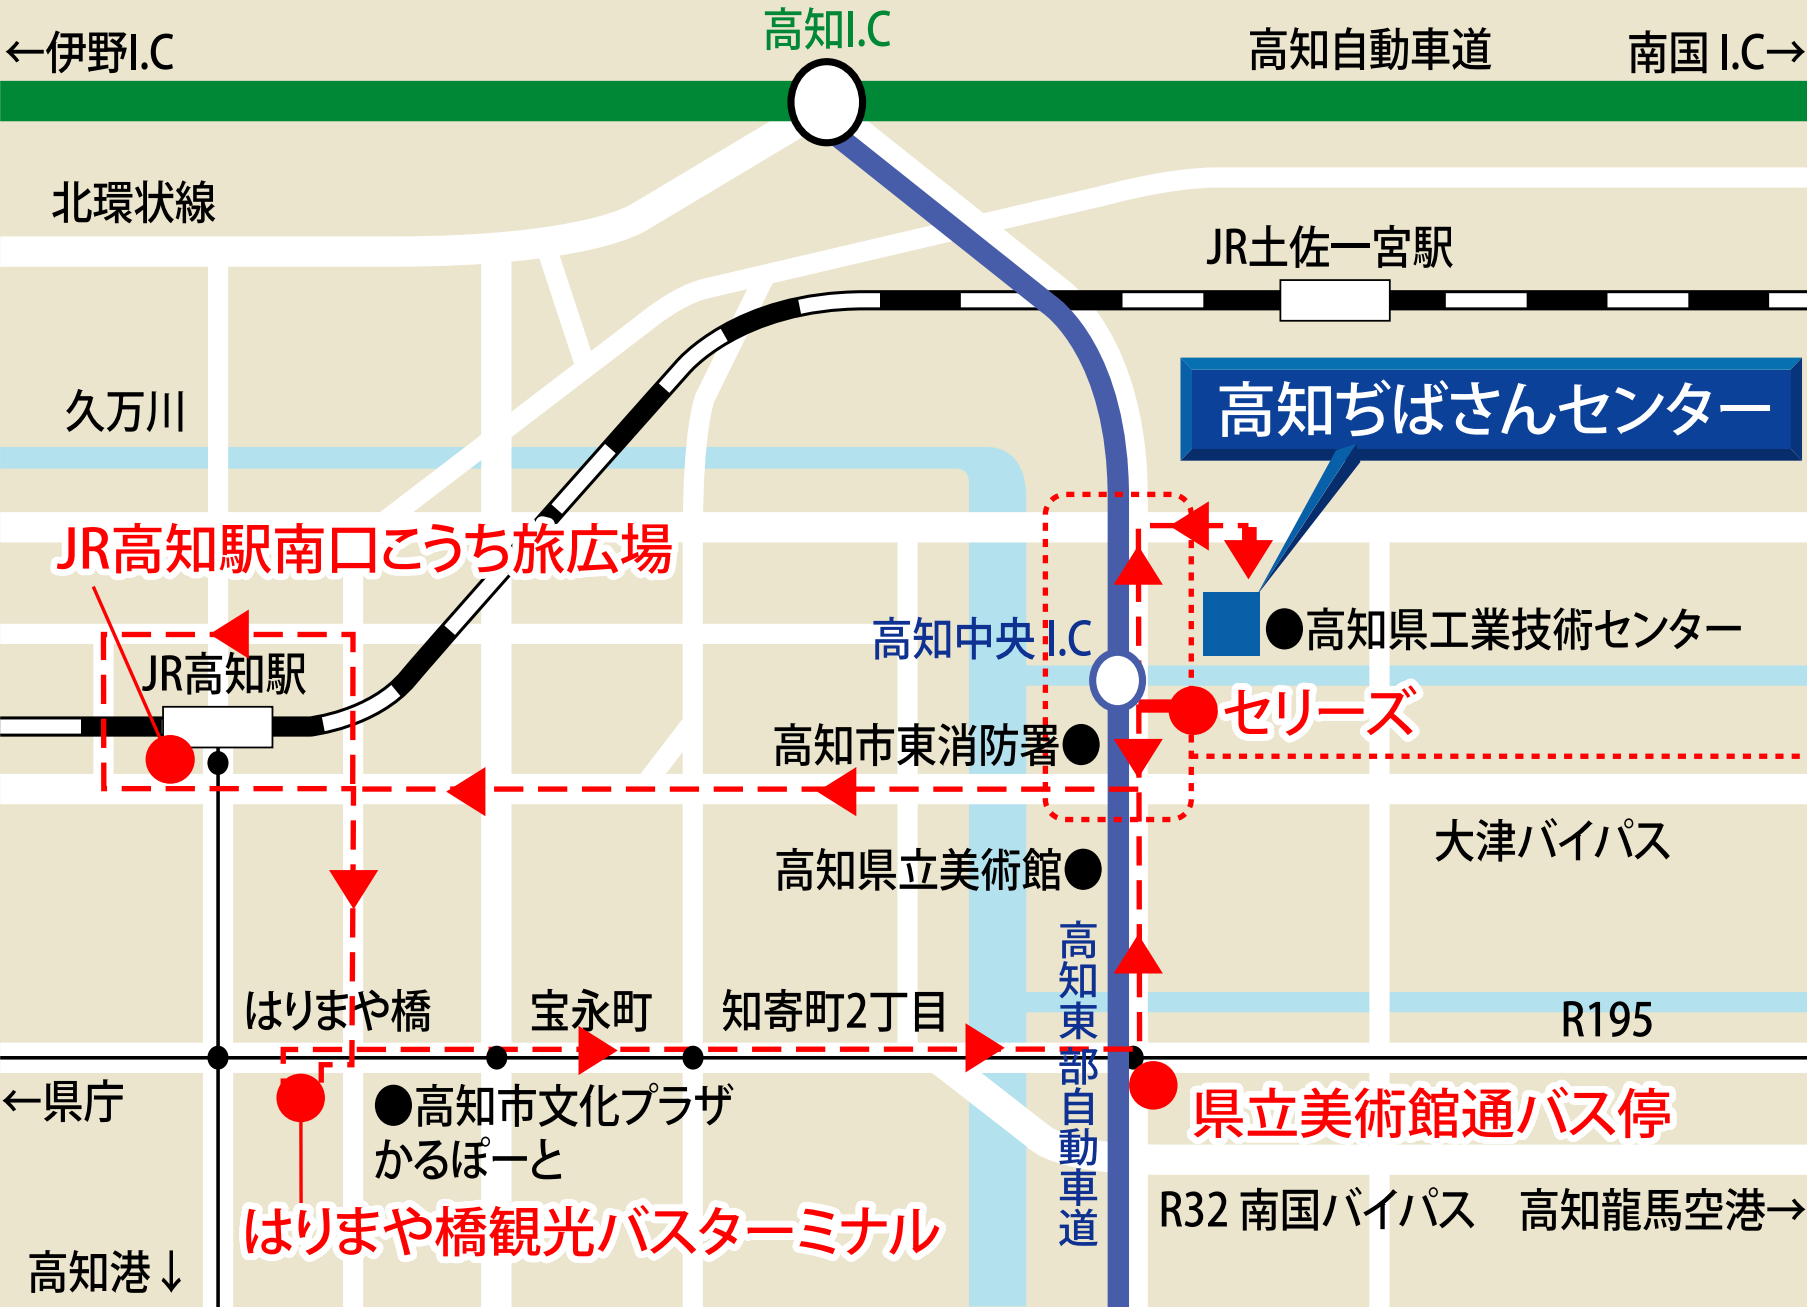 高知I.C
←伊野I.C
高知自動車道
南国 I.C→
北環状線
JR土佐一宮駅
久万川
高知ぢばさんセンター
JR高知駅南口こうち旅広場
高知中央 I.C
●高知県工業技術センター
JR高知駅
セリーズ
高知市東消防署●
大津バイパス
高知県立美術館●
高知東部自動車道
はりまや橋
宝永町
知寄町2丁目
R195
←県庁
●高知市文化プラザ
かるぽーと
県立美術館通バス停
はりまや橋観光バスターミナル
R32 南国バイパス
高知龍馬空港→
高知港↓